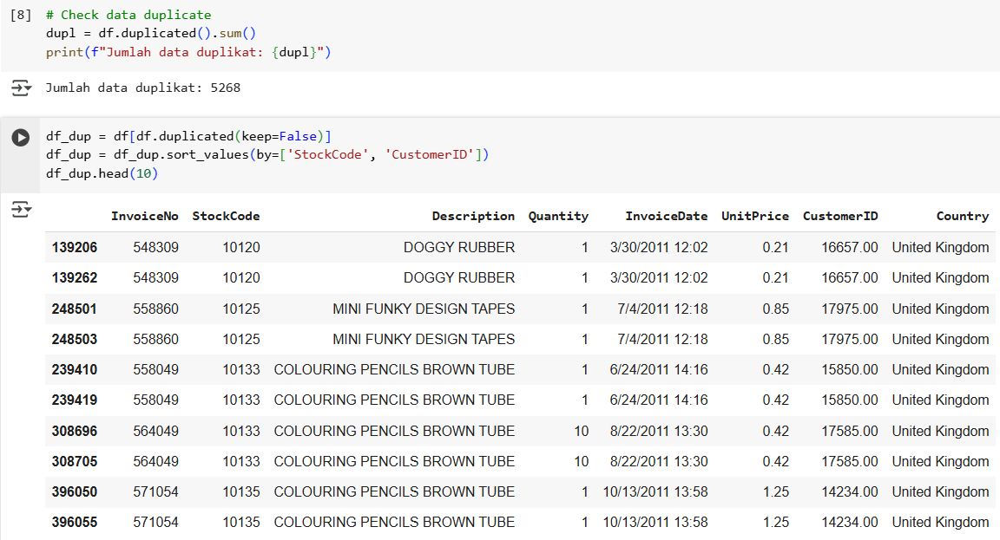 [8] # Check data duplicate
dupl = df.duplicated().sum()
print(f"Jumlah data duplikat: {dupl}")
Jumlah data duplikat: 5268
df_dup = df[df.duplicated(keep=False)]
df_dup = df_dup.sort_values(by=['StockCode', 'CustomerID'])
df_dup.head(10)
InvoiceNo StockCode Description Quantity InvoiceDate UnitPrice CustomerID Country
139206 548309 10120 DOGGY RUBBER 1 3/30/2011 12:02 0.21 16657.00 United Kingdom
139262 548309 10120 DOGGY RUBBER 1 3/30/2011 12:02 0.21 16657.00 United Kingdom
248501 558860 10125 MINI FUNKY DESIGN TAPES 1 7/4/2011 12:18 0.85 17975.00 United Kingdom
248503 558860 10125 MINI FUNKY DESIGN TAPES 1 7/4/2011 12:18 0.85 17975.00 United Kingdom
239410 558049 10133 COLOURING PENCILS BROWN TUBE 1 6/24/2011 14:16 0.42 15850.00 United Kingdom
239419 558049 10133 COLOURING PENCILS BROWN TUBE 1 6/24/2011 14:16 0.42 15850.00 United Kingdom
308696 564049 10133 COLOURING PENCILS BROWN TUBE 10 8/22/2011 13:30 0.42 17585.00 United Kingdom
308705 564049 10133 COLOURING PENCILS BROWN TUBE 10 8/22/2011 13:30 0.42 17585.00 United Kingdom
396050 571054 10135 COLOURING PENCILS BROWN TUBE 1 10/13/2011 13:58 1.25 14234.00 United Kingdom
396055 571054 10135 COLOURING PENCILS BROWN TUBE 1 10/13/2011 13:58 1.25 14234.00 United Kingdom